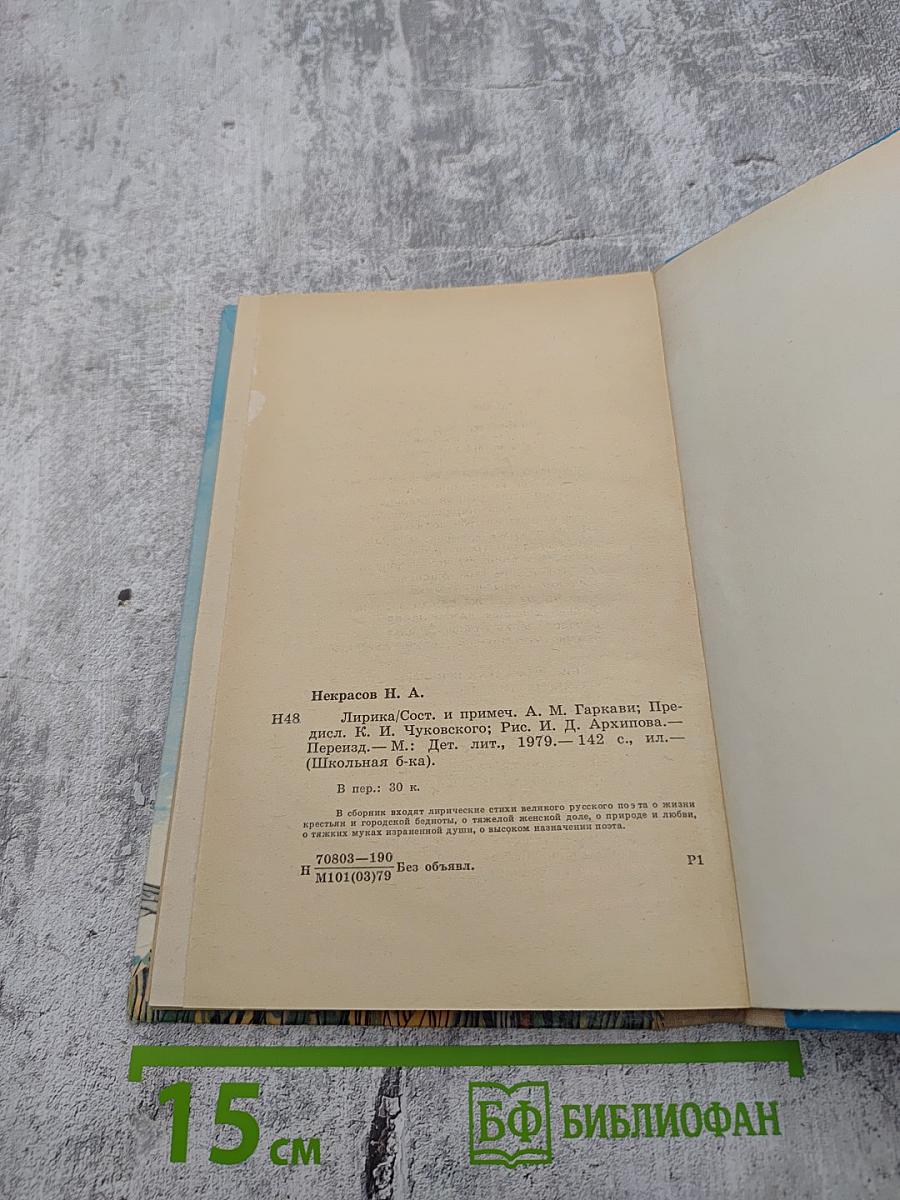 Некрасов Н. А.
Н48 Лирика/Сост. и примеч. А. М. Гаркави; Пре-
дисл. К. И. Чуковского; Рис. И. Д. Архипова.—
Переизд.— М.: Дет. лит., 1979.— 142 с., ил.—
(Школьная б-ка).
В пер.: 30 к.
В сборник входят лирические стихи великого русского поэта о жизни
крестьян и городской бедноты, о тяжелой женской доле, о природе и любви,
о тяжких муках израненной души, о высоком назначении поэта.
Н 70803—190 Без объявл. Р1
М101(03)79
15 см
БФ БИБЛИОФАН